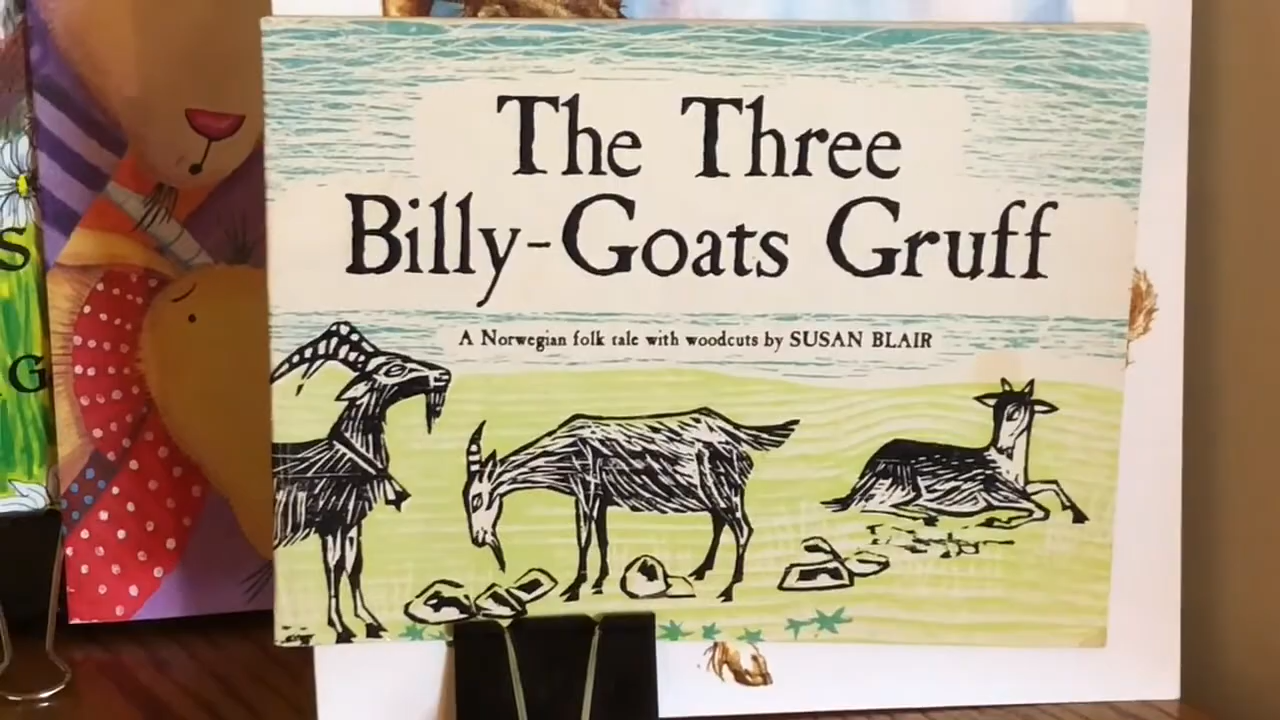 The Three
Billy-Goats Gruff
A Norwegian folk tale with woodcuts by SUSAN BLAIR
S
G